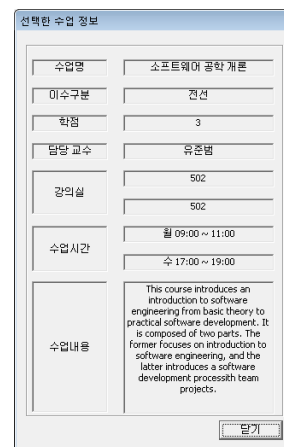 선택한 수업 정보
수업명 소프트웨어 공학 개론
이수구분 전선
학점 3
담당 교수 유준범
강의실 502
502
수업시간 월 09:00 ~ 11:00
수 17:00 ~ 19:00
수업내용
This course introduces an
introduction to software
engineering from basic theory to
practical software development. It
is composed of two parts. The
former focuses on introduction to
software engineering, and the
latter introduces a software
development processith team
projects.
닫기